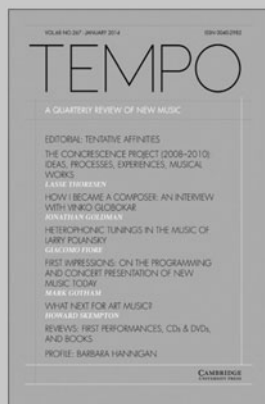 VOL.68 NO.267 · JANUARY 2014 ISSN 0040-2982
TEMPO
A QUARTERLY REVIEW OF NEW MUSIC
EDITORIAL: TENTATIVE AFFINITIES
THE CONCRESCENCE PROJECT (2008–2010):
IDEAS, PROCESSES, EXPERIENCES, MUSICAL
WORKS
LASSE THORESEN
HOW I BECAME A COMPOSER: AN INTERVIEW
WITH VINKO GLOBOKAR
JONATHAN GOLDMAN
HETEROPHONIC TUNINGS IN THE MUSIC OF
LARRY POLANSKY
GIACOMO FIORE
FIRST IMPRESSIONS: ON THE PROGRAMMING
AND CONCERT PRESENTATION OF NEW
MUSIC TODAY
MARK GOTHAM
WHAT NEXT FOR ART MUSIC?
HOWARD SKEMPTON
REVIEWS: FIRST PERFORMANCES, CDs & DVDs,
AND BOOKS
PROFILE: BARBARA HANNIGAN
CAMBRIDGE
UNIVERSITY PRESS